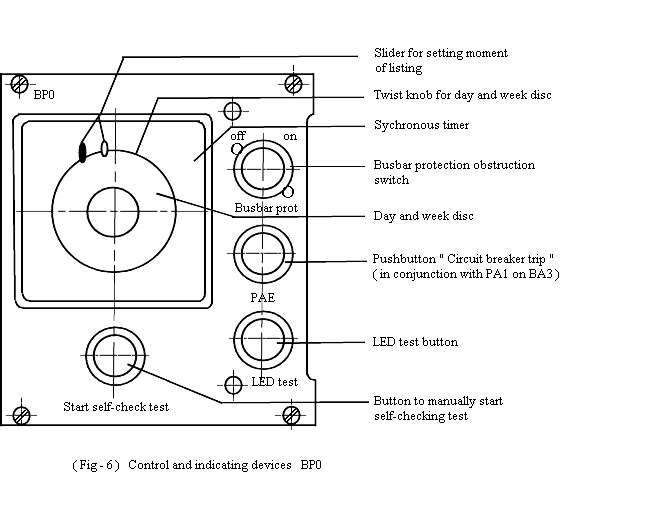 Slider for setting moment
of listing
BP0
Twist knob for day and week disc
Sychronous timer
off on
Busbar protection obstruction
switch
Busbar prot
Day and week disc
Pushbutton " Circuit breaker trip "
( in conjunction with PA1 on BA3 )
PAE
LED test button
LED test
Button to manually start
self-checking test
Start self-check test
( Fig - 6 ) Control and indicating devices BP0